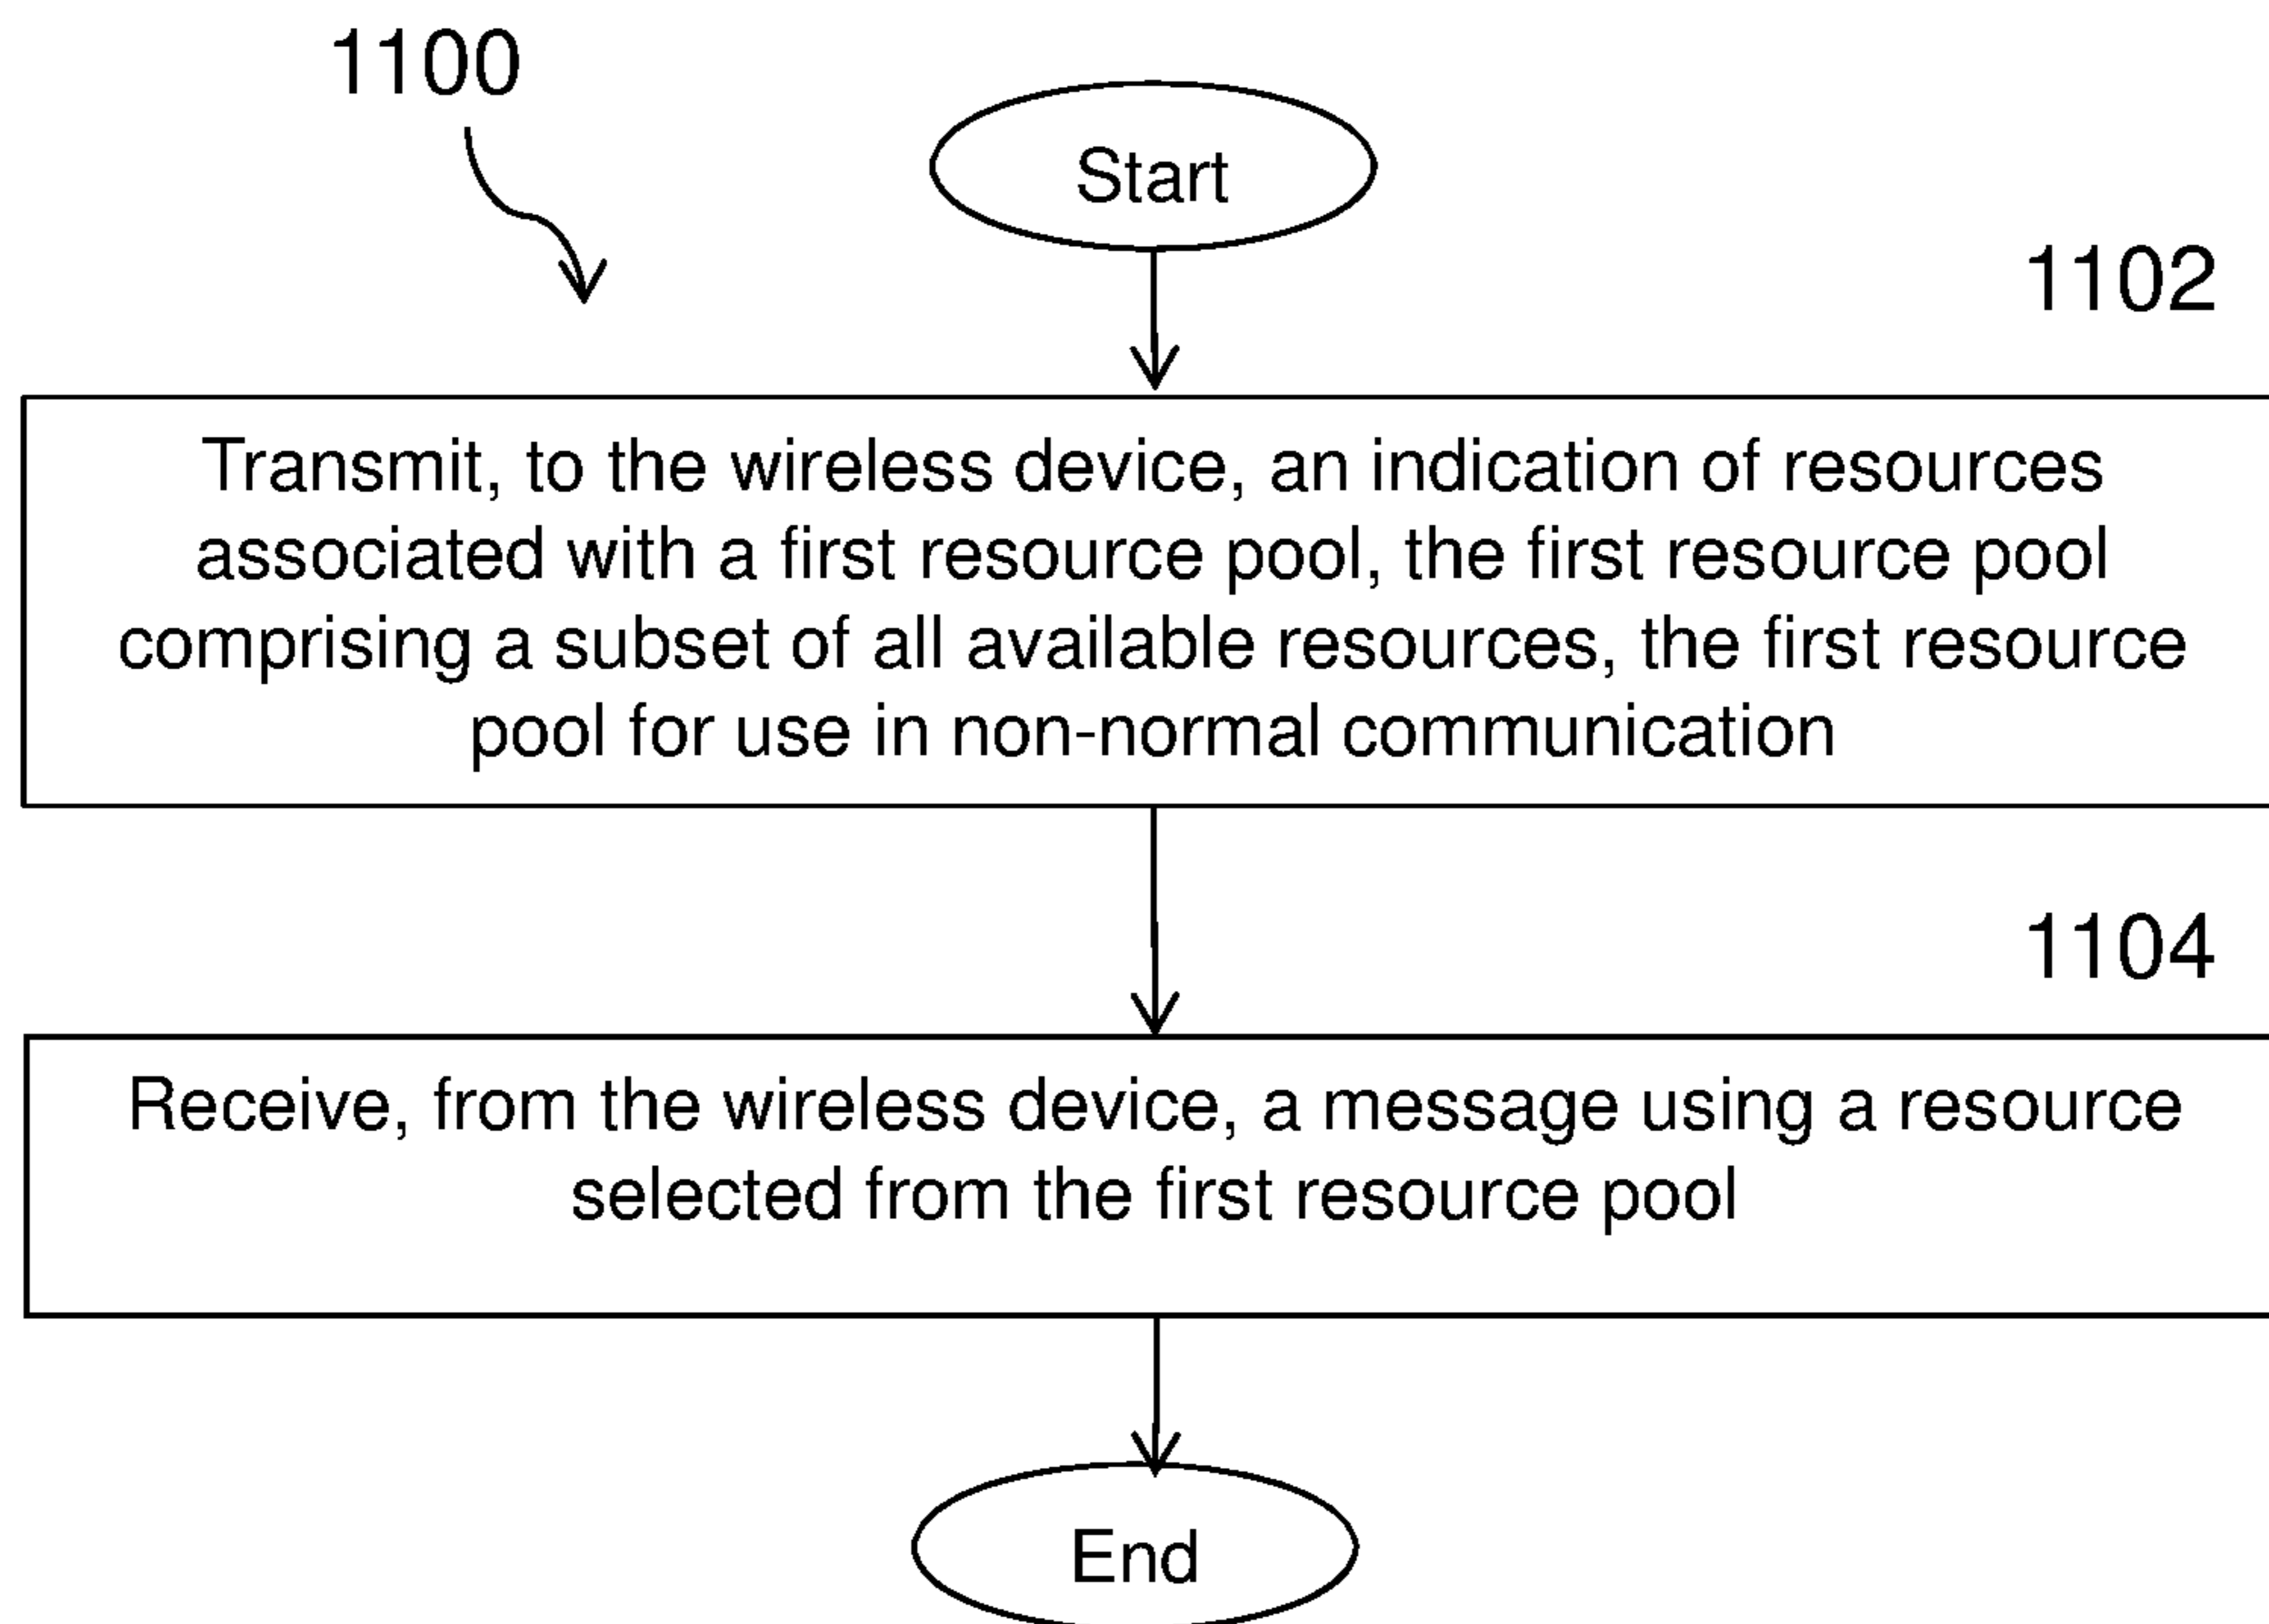 1100
Start
1102
Transmit, to the wireless device, an indication of resources
associated with a first resource pool, the first resource pool
comprising a subset of all available resources, the first resource
pool for use in non-normal communication
1104
Receive, from the wireless device, a message using a resource
selected from the first resource pool
End